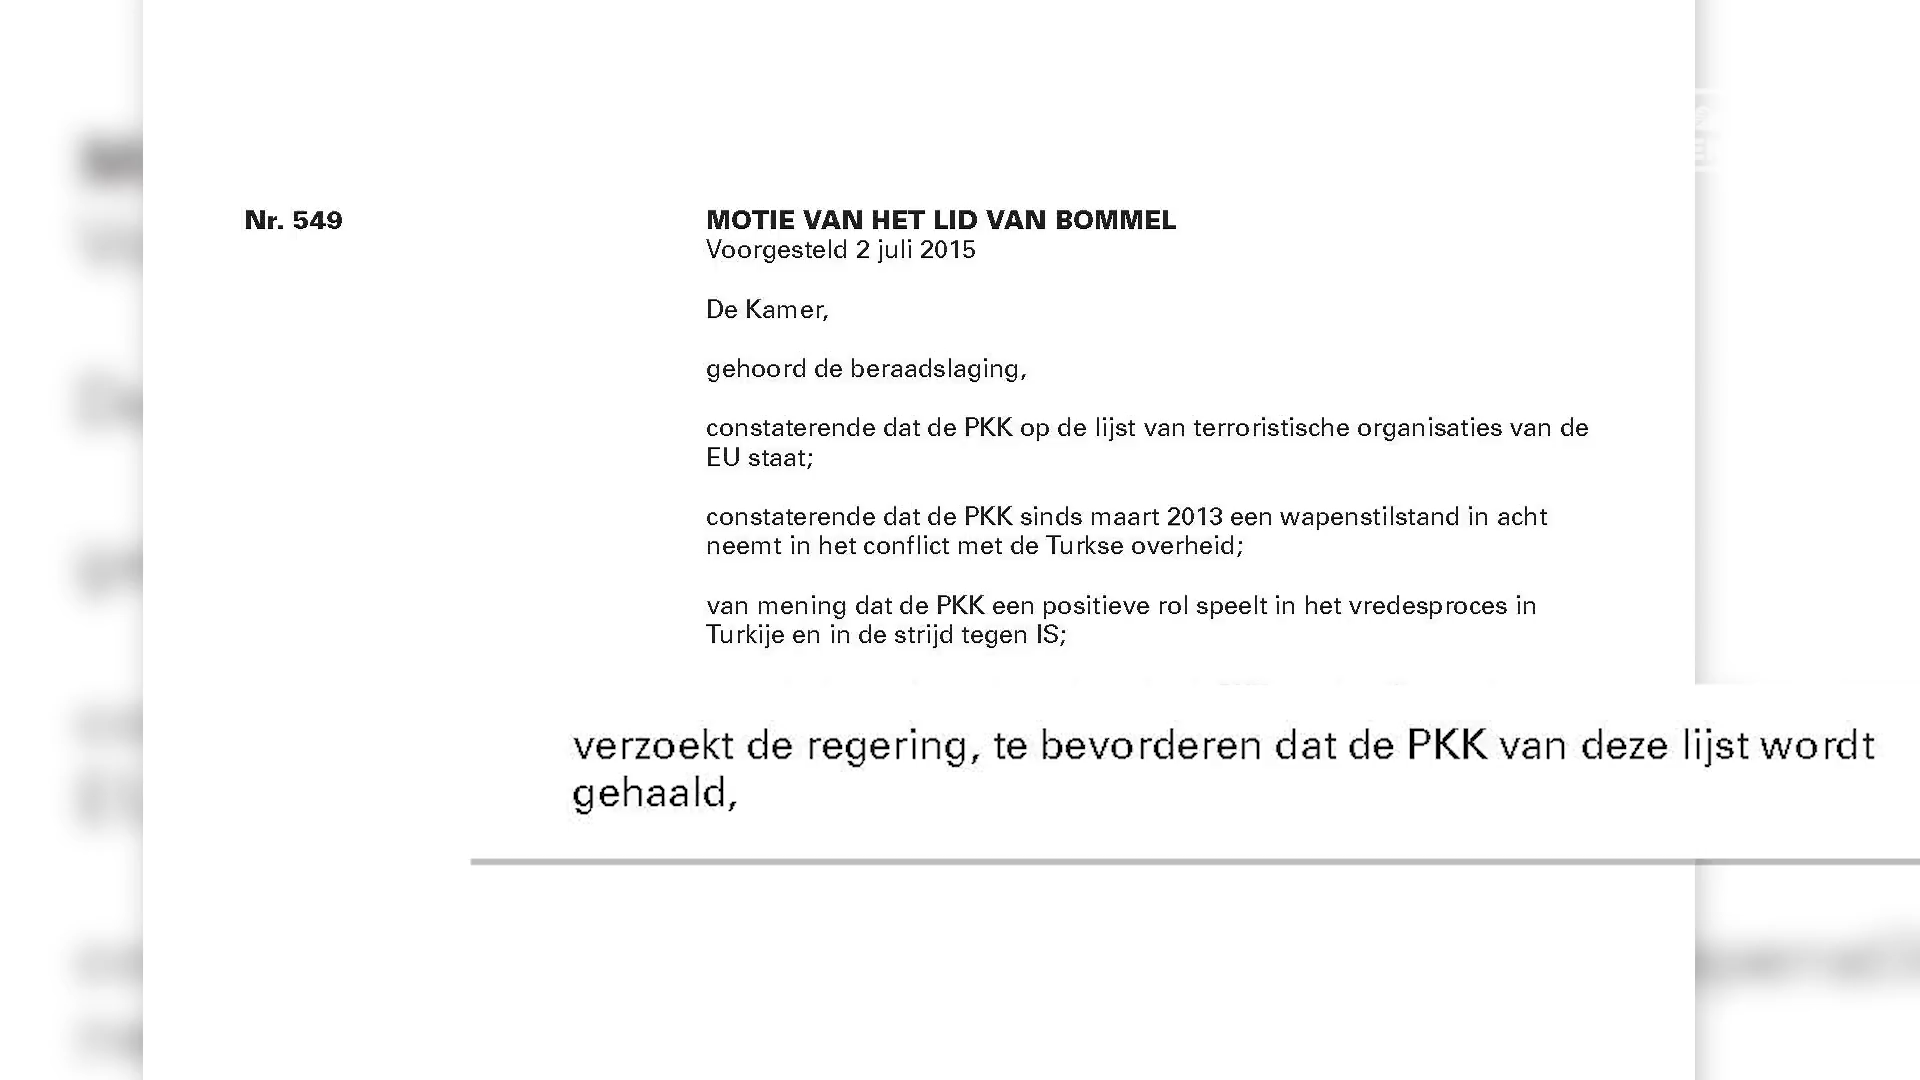 Nr. 549
MOTIE VAN HET LID VAN BOMMEL
Voorgesteld 2 juli 2015
De Kamer,
gehoord de beraadslaging,
constaterende dat de PKK op de lijst van terroristische organisaties van de
EU staat;
constaterende dat de PKK sinds maart 2013 een wapenstilstand in acht
neemt in het conflict met de Turkse overheid;
van mening dat de PKK een positieve rol speelt in het vredesproces in
Turkije en in de strijd tegen IS;
verzoekt de regering, te bevorderen dat de PKK van deze lijst wordt
gehaald,